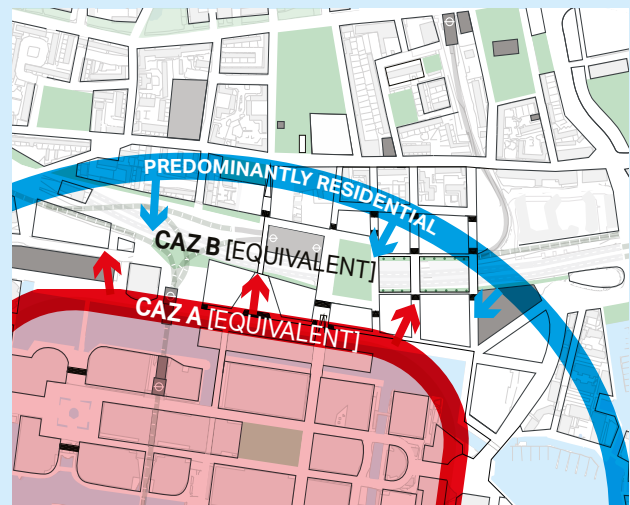 PREDOMINANTLY RESIDENTIAL
CAZ B [EQUIVALENT]
CAZ A [EQUIVALENT]